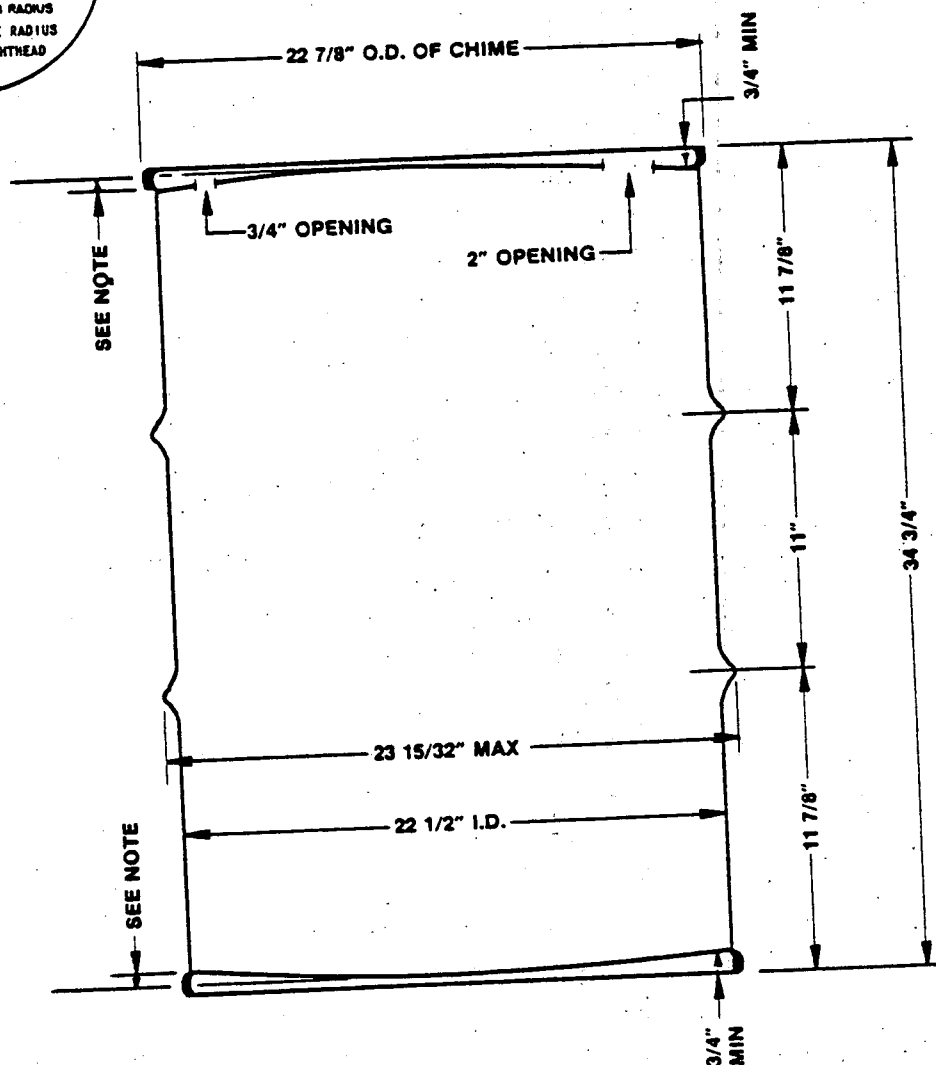 RADIUS
RADIUS
22 7/8" O.D. OF CHIME
3/4" MIN
3/4" OPENING
2" OPENING
SEE NOTE
11 7/8"
11"
34 3/4"
23 15/32" MAX
22 1/2" I.D.
11 7/8"
SEE NOTE
3/4"
MIN